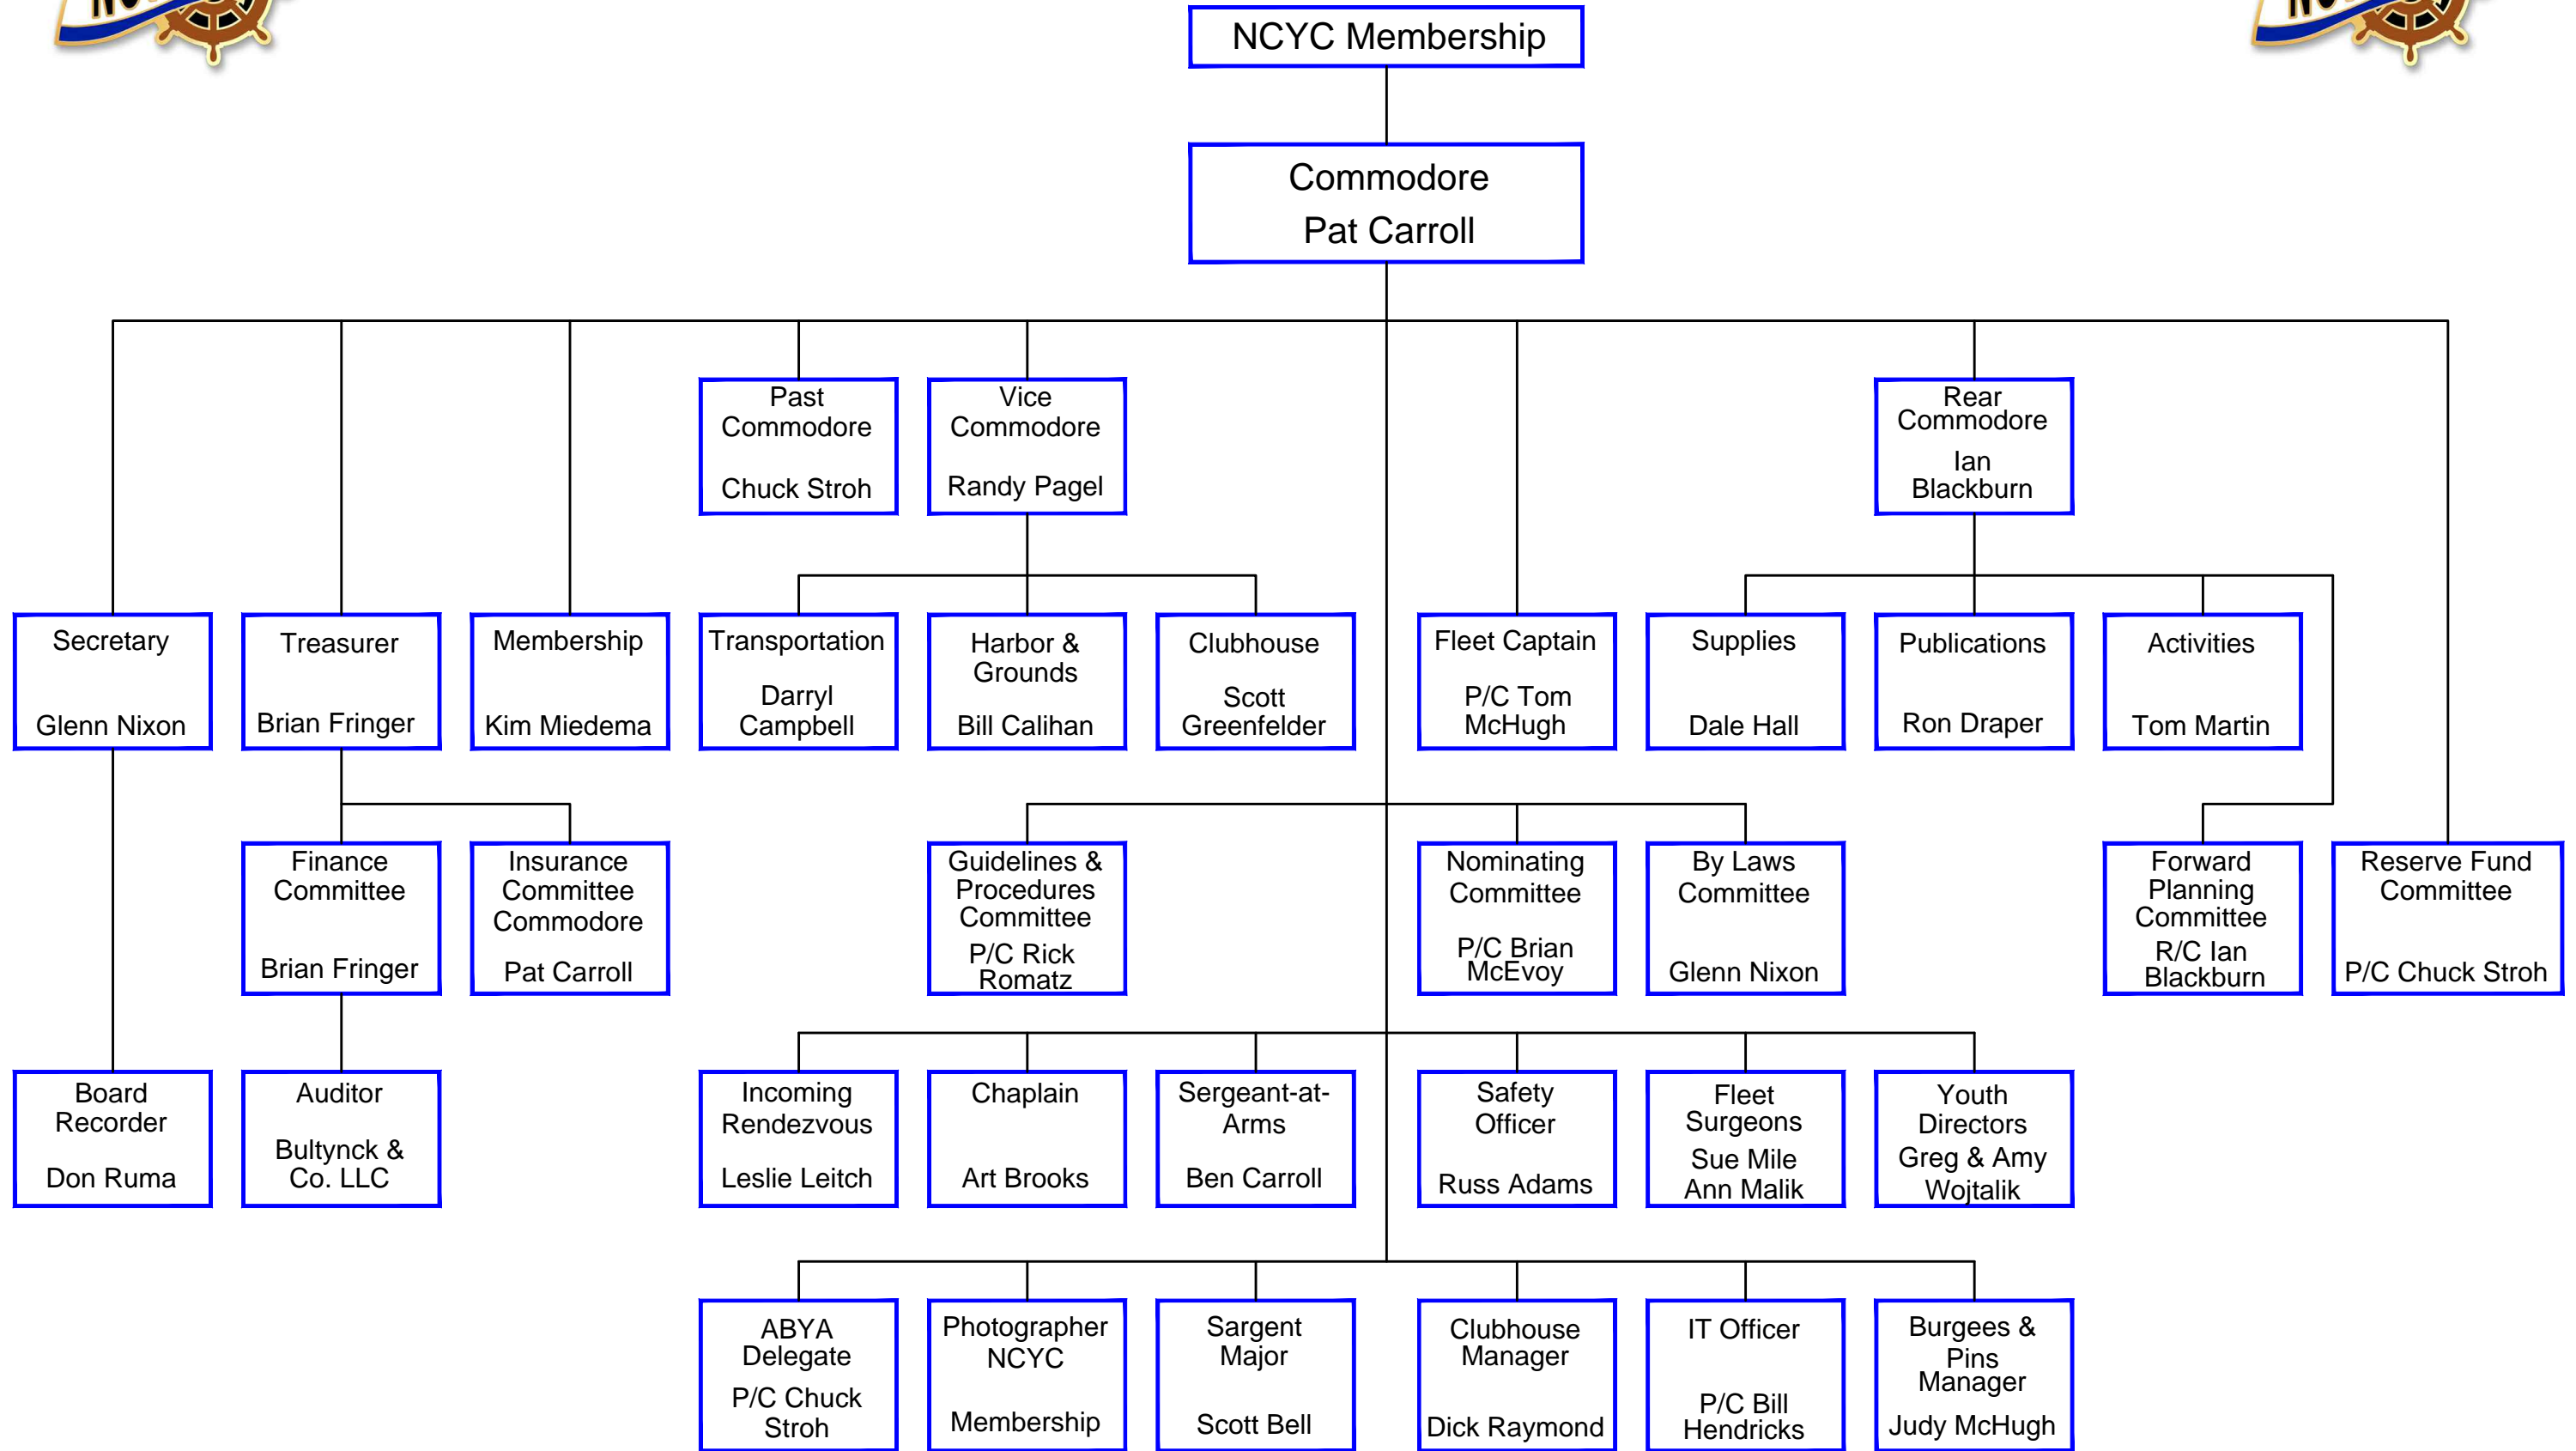 NCYC Membership
Commodore
Pat Carroll
Past
Commodore
Chuck Stroh
Vice
Commodore
Randy Pagel
Rear
Commodore
Ian
Blackburn
Secretary
Glenn Nixon
Treasurer
Brian Fringer
Membership
Kim Miedema
Transportation
Darryl
Campbell
Harbor &
Grounds
Bill Calihan
Clubhouse
Scott
Greenfelder
Fleet Captain
P/C Tom
McHugh
Supplies
Dale Hall
Publications
Ron Draper
Activities
Tom Martin
Finance
Committee
Brian Fringer
Insurance
Committee
Commodore
Pat Carroll
Guidelines &
Procedures
Committee
P/C Rick
Romatz
Nominating
Committee
P/C Brian
McEvoy
By Laws
Committee
Glenn Nixon
Forward
Planning
Committee
R/C Ian
Blackburn
Reserve Fund
Committee
P/C Chuck Stroh
Board
Recorder
Don Ruma
Auditor
Bultynck &
Co. LLC
Incoming
Rendezvous
Leslie Leitch
Chaplain
Art Brooks
Sergeant-at-
Arms
Ben Carroll
Safety
Officer
Russ Adams
Fleet
Surgeons
Sue Mile
Ann Malik
Youth
Directors
Greg & Amy
Wojtalik
ABYA
Delegate
P/C Chuck
Stroh
Photographer
NCYC
Membership
Sargent
Major
Scott Bell
Clubhouse
Manager
Dick Raymond
IT Officer
P/C Bill
Hendricks
Burgees &
Pins
Manager
Judy McHugh